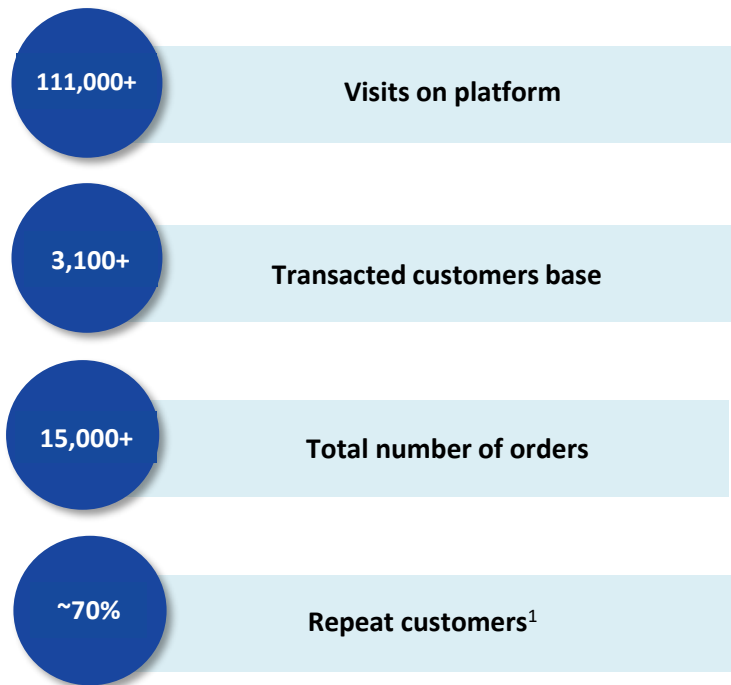 111,000+
Visits on platform
3,100+
Transacted customers base
15,000+
Total number of orders
~70%
Repeat customers¹